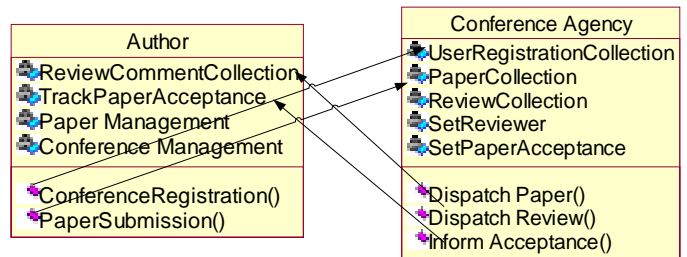 Author
ReviewCommentCollection
TrackPaperAcceptance
Paper Management
Conference Management
ConferenceRegistration()
PaperSubmission()
Conference Agency
UserRegistrationCollection
PaperCollection
ReviewCollection
SetReviewer
SetPaperAcceptance
Dispatch Paper()
Dispatch Review()
Inform Acceptance()